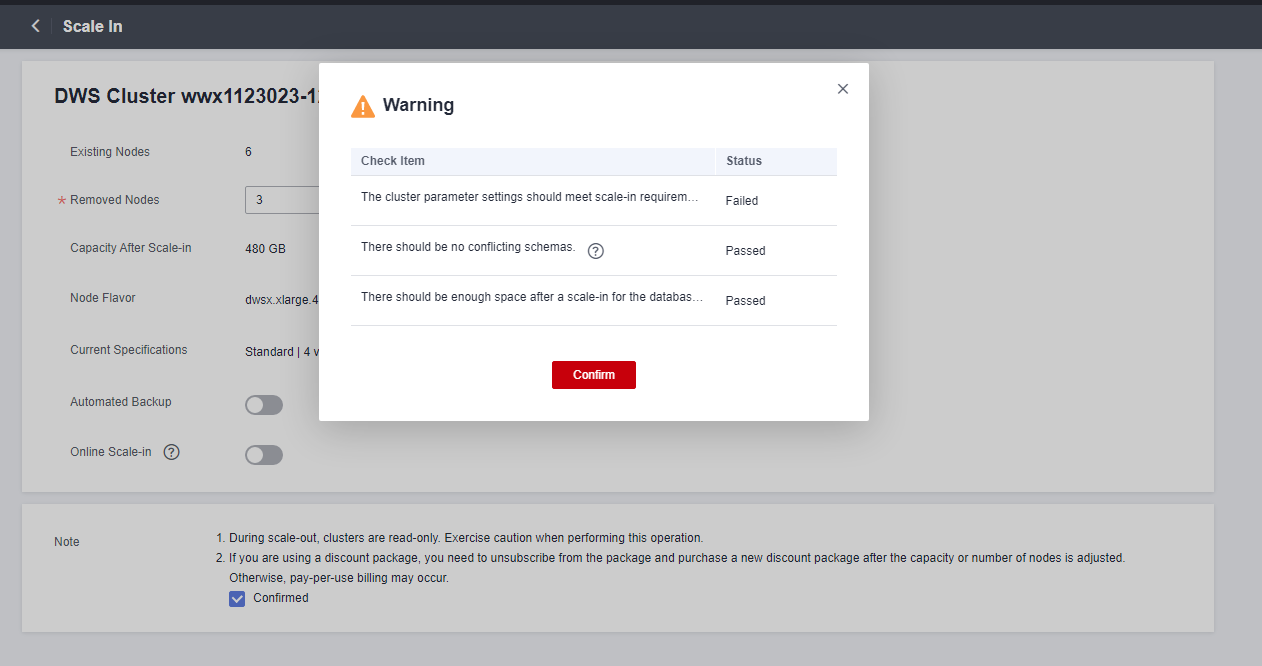 Scale In
DWS Cluster wwx1123023-1
Warning
Check Item Status
Existing Nodes 6
The cluster parameter settings should meet scale-in requirem… Failed
* Removed Nodes 3
There should be no conflicting schemas. ? Passed
Capacity After Scale-in 480 GB
There should be enough space after a scale-in for the databas… Passed
Node Flavor dwsx.xlarge.4
Current Specifications Standard | 4 v
Confirm
Automated Backup
Online Scale-in ?
Note
1. During scale-out, clusters are read-only. Exercise caution when performing this operation.
2. If you are using a discount package, you need to unsubscribe from the package and purchase a new discount package after the capacity or number of nodes is adjusted.
Otherwise, pay-per-use billing may occur.
Confirmed